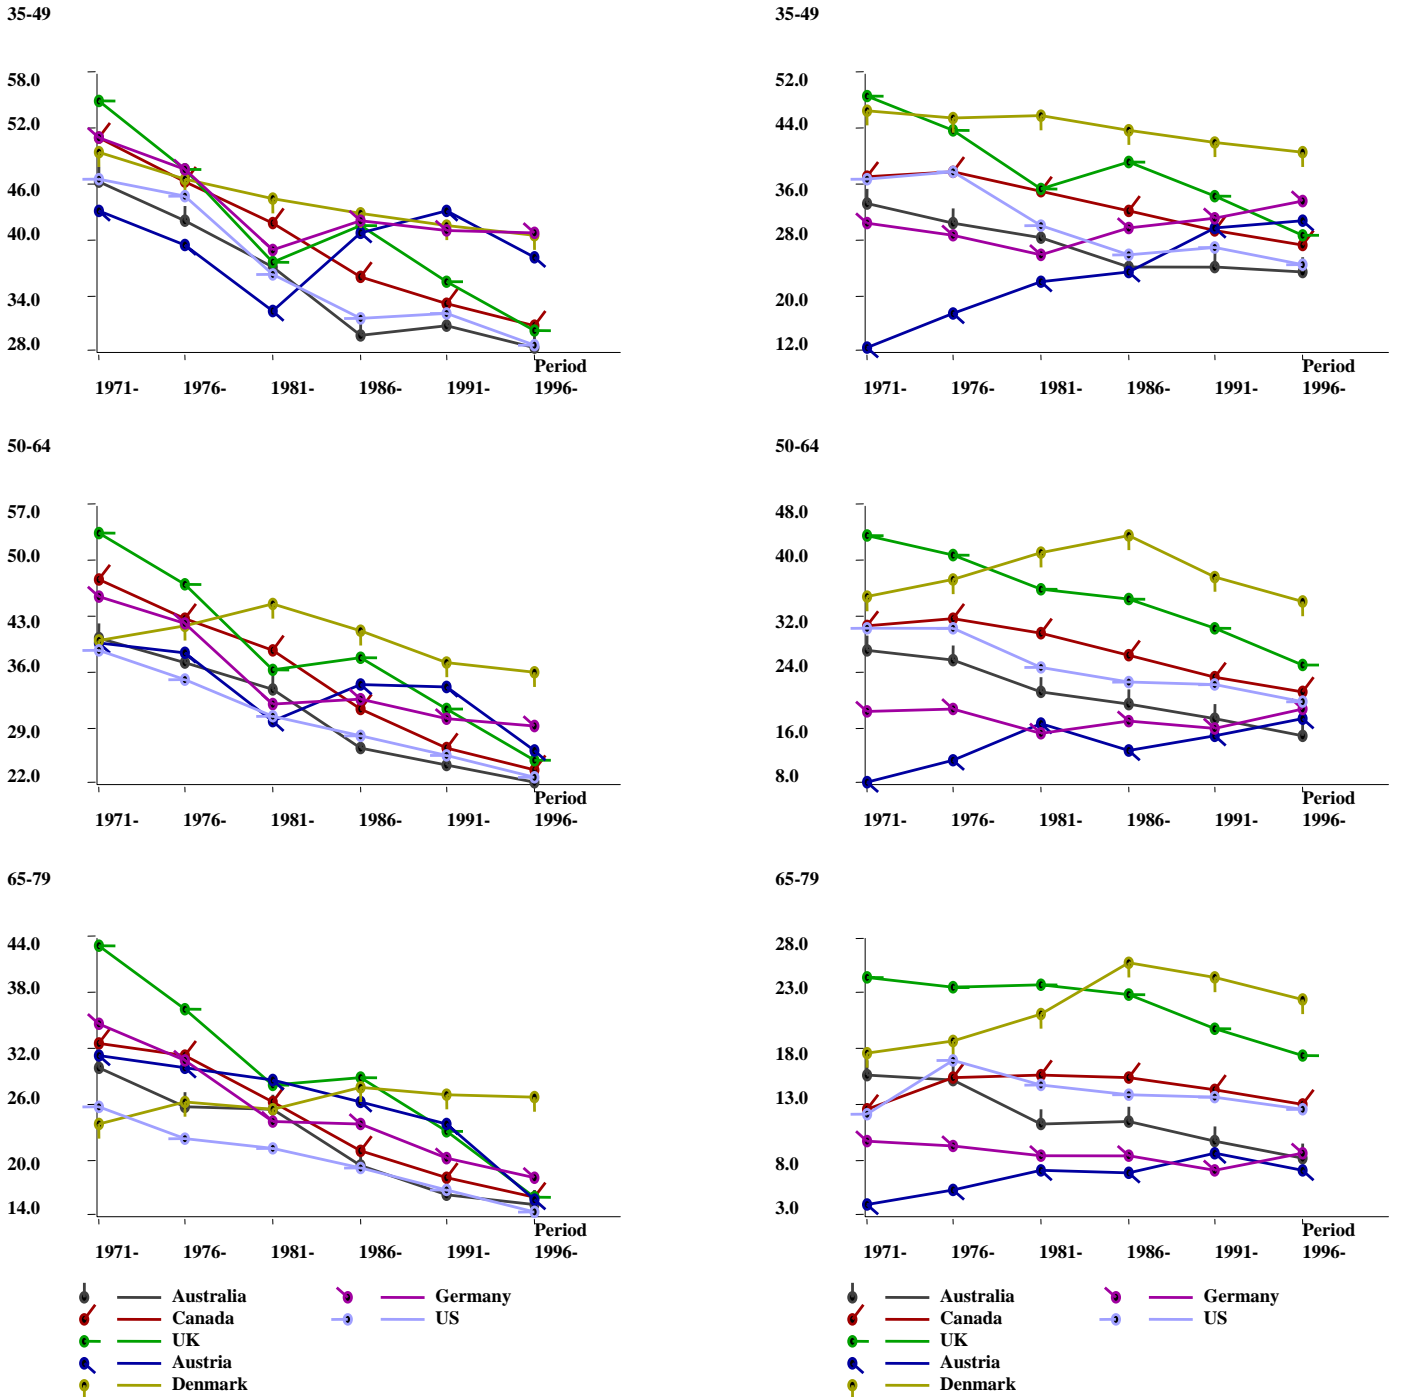 35-49
58.0
52.0
46.0
40.0
34.0
28.0
Period
1971- 1976- 1981- 1986- 1991- 1996-
35-49
52.0
44.0
36.0
28.0
20.0
12.0
Period
1971- 1976- 1981- 1986- 1991- 1996-
50-64
57.0
50.0
43.0
36.0
29.0
22.0
Period
1971- 1976- 1981- 1986- 1991- 1996-
50-64
48.0
40.0
32.0
24.0
16.0
8.0
Period
1971- 1976- 1981- 1986- 1991- 1996-
65-79
44.0
38.0
32.0
26.0
20.0
14.0
Period
1971- 1976- 1981- 1986- 1991- 1996-
65-79
28.0
23.0
18.0
13.0
8.0
3.0
Period
1971- 1976- 1981- 1986- 1991- 1996-
Australia Germany
Canada US
UK
Austria
Denmark
Australia Germany
Canada US
UK
Austria
Denmark